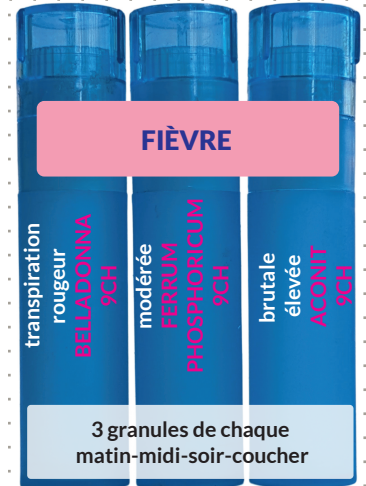 FIÈVRE
transpiration
rougeur
BELLADONNA
9CH
modérée
FERRUM
PHOSPHORICUM
9CH
brutale
élevée
ACONIT
9CH
3 granules de chaque
matin-midi-soir-coucher